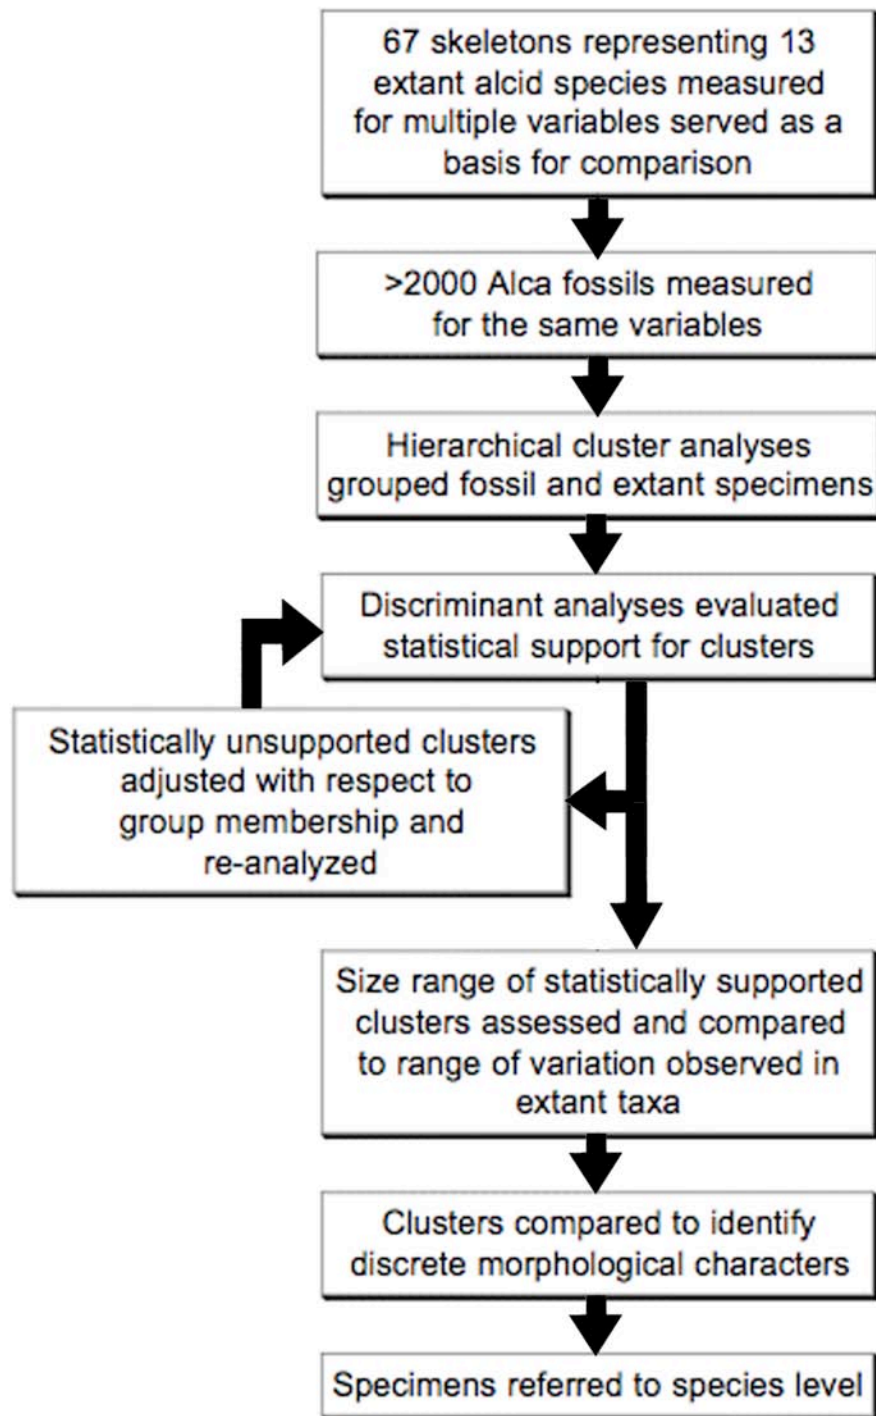 67 skeletons representing 13
extant alcid species measured
for multiple variables served as a
basis for comparison
>2000 Alca fossils measured
for the same variables
Hierarchical cluster analyses
grouped fossil and extant specimens
Discriminant analyses evaluated
statistical support for clusters
Statistically unsupported clusters
adjusted with respect to
group membership and
re-analyzed
Size range of statistically supported
clusters assessed and compared
to range of variation observed in
extant taxa
Clusters compared to identify
discrete morphological characters
Specimens referred to species level